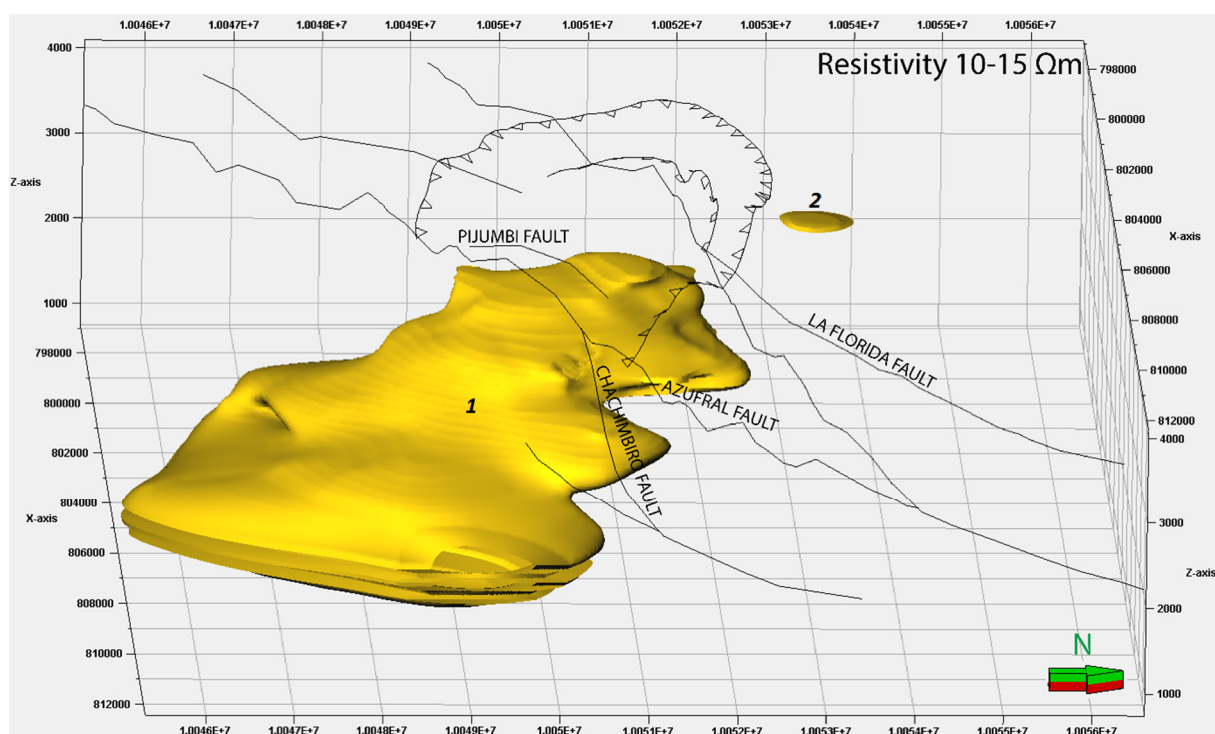 1.0046E+7 1.0047E+7 1.0048E+7 1.0049E+7 1.005E+7 1.0051E+7 1.0052E+7 1.0053E+7 1.0054E+7 1.0055E+7 1.0056E+7
Resistivity 10-15 Ωm
4000
3000
Z-axis
2000
1000
798000
800000
802000
804000
X-axis
806000
808000
810000
812000
798000
800000
802000
804000
X-axis
806000
808000
810000
812000
4000
3000
Z-axis
2000
1000
2
PIJUMBI FAULT
LA FLORIDA FAULT
1
CHACHIMBIRO FAULT
AZUFRAL FAULT
N
1.0046E+7 1.0047E+7 1.0048E+7 1.0049E+7 1.005E+7 1.0051E+7 1.0052E+7 1.0053E+7 1.0054E+7 1.0055E+7 1.0056E+7